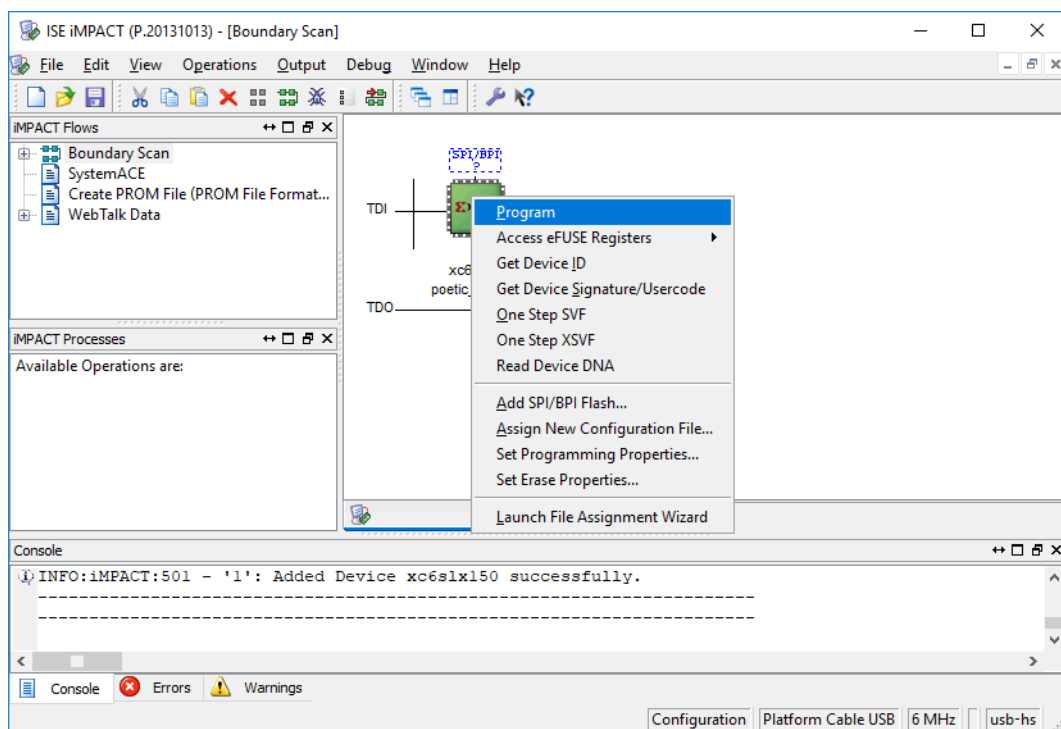 ISE iMPACT (P.20131013) - [Boundary Scan]
File Edit View Operations Output Debug Window Help
iMPACT Flows
Boundary Scan
SystemACE
Create PROM File (PROM File Format...
WebTalk Data
iMPACT Processes
Available Operations are:
SPI/BPI
?
TDI
xc6
poetic_
TDO
Program
Access eFUSE Registers
Get Device ID
Get Device Signature/Usercode
One Step SVF
One Step XSVF
Read Device DNA
Add SPI/BPI Flash...
Assign New Configuration File...
Set Programming Properties...
Set Erase Properties...
Launch File Assignment Wizard
Console
INFO:iMPACT:501 - '1': Added Device xc6slx150 successfully.
----------------------------------------------------------------------
----------------------------------------------------------------------
Console Errors Warnings
Configuration Platform Cable USB 6 MHz usb-hs